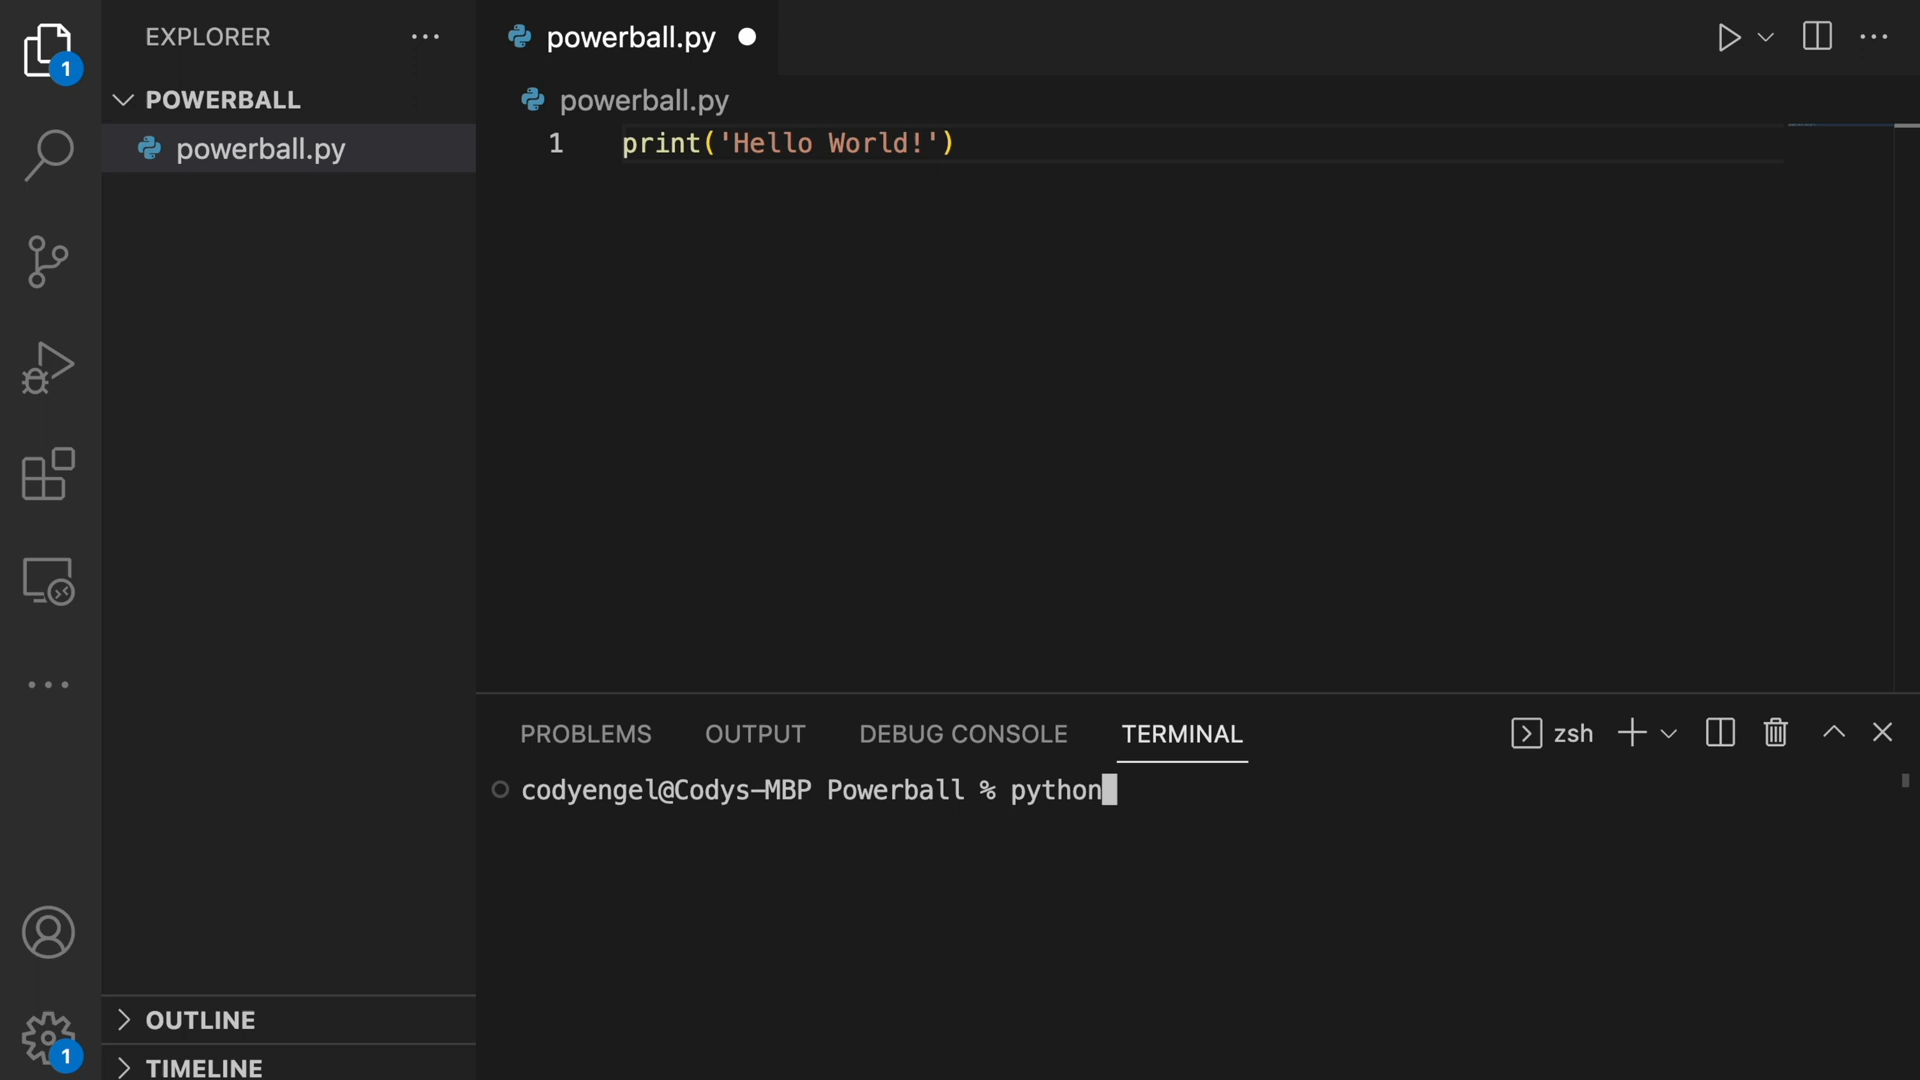 EXPLORER
1
POWERBALL
powerball.py
powerball.py
powerball.py
1 print('Hello World!')
PROBLEMS OUTPUT DEBUG CONSOLE TERMINAL zsh
codyengel@Codys-MBP Powerball % python
OUTLINE
1
TIMELINE